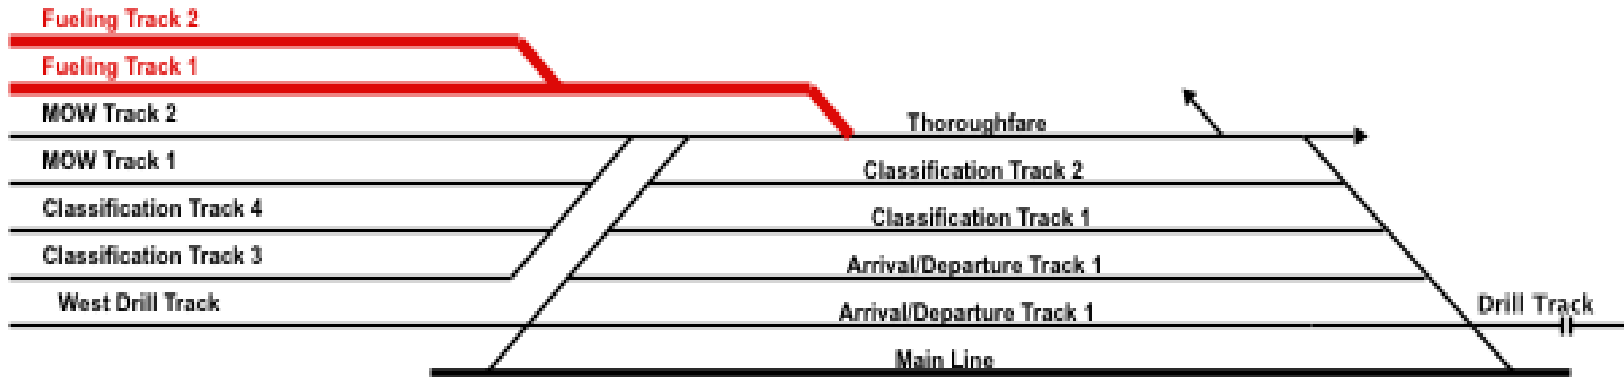 Fueling Track 2
Fueling Track 1
MOW Track 2
Thoroughfare
MOW Track 1
Classification Track 2
Classification Track 4
Classification Track 1
Classification Track 3
Arrival/Departure Track 1
West Drill Track
Arrival/Departure Track 1
Drill Track
Main Line